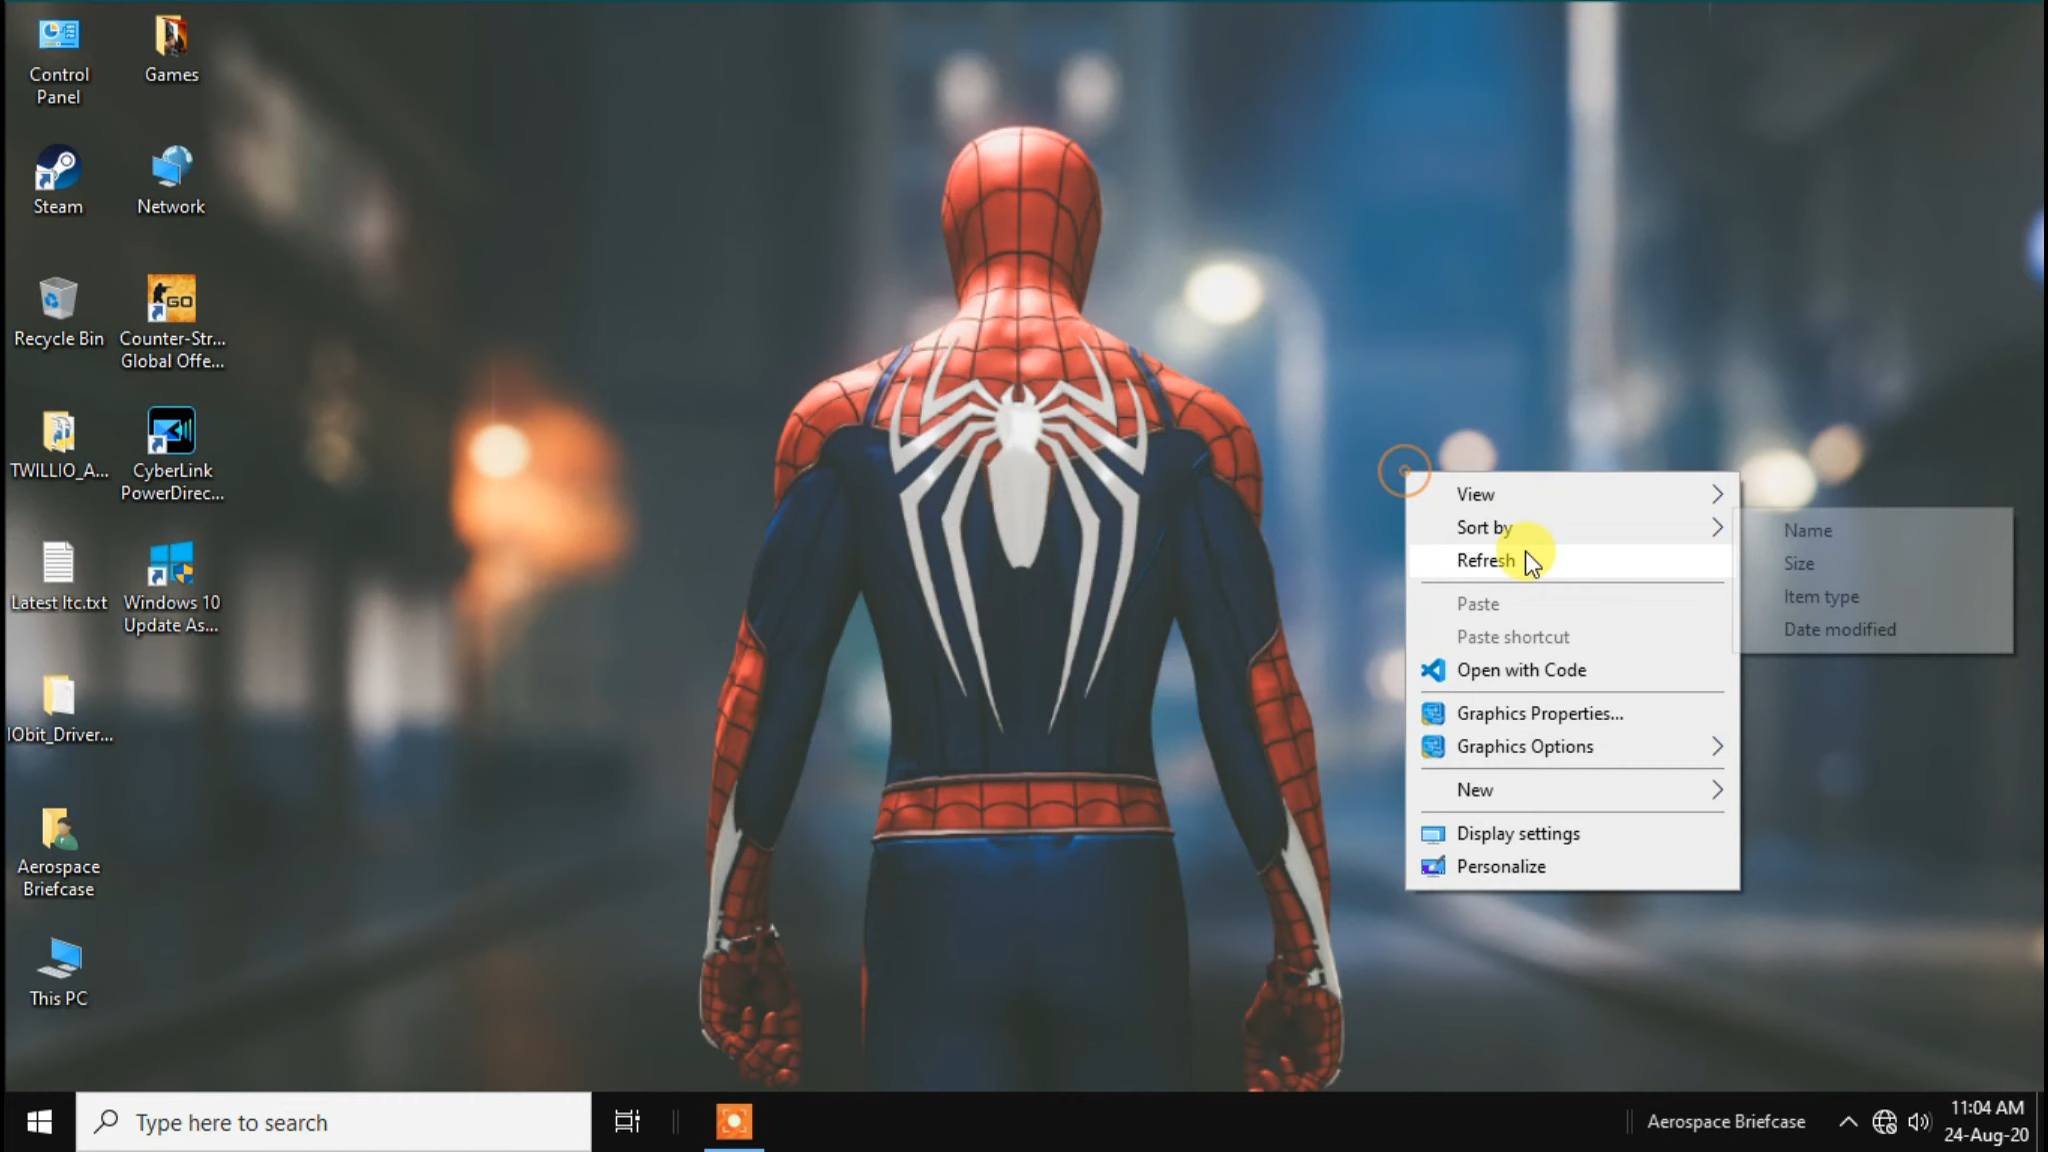 Control
Panel
Games
Steam
Network
Recycle Bin
GO
Counter-Str...
Global Offe...
TWILLIO_A...
CyberLink
PowerDirec...
Latest ltc.txt
Windows 10
Update As...
IObit_Driver...
Aerospace
Briefcase
This PC
View
Sort by
Refresh
Paste
Paste shortcut
Open with Code
Graphics Properties...
Graphics Options
New
Display settings
Personalize
Name
Size
Item type
Date modified
Type here to search
Aerospace Briefcase
11:04 AM
24-Aug-20